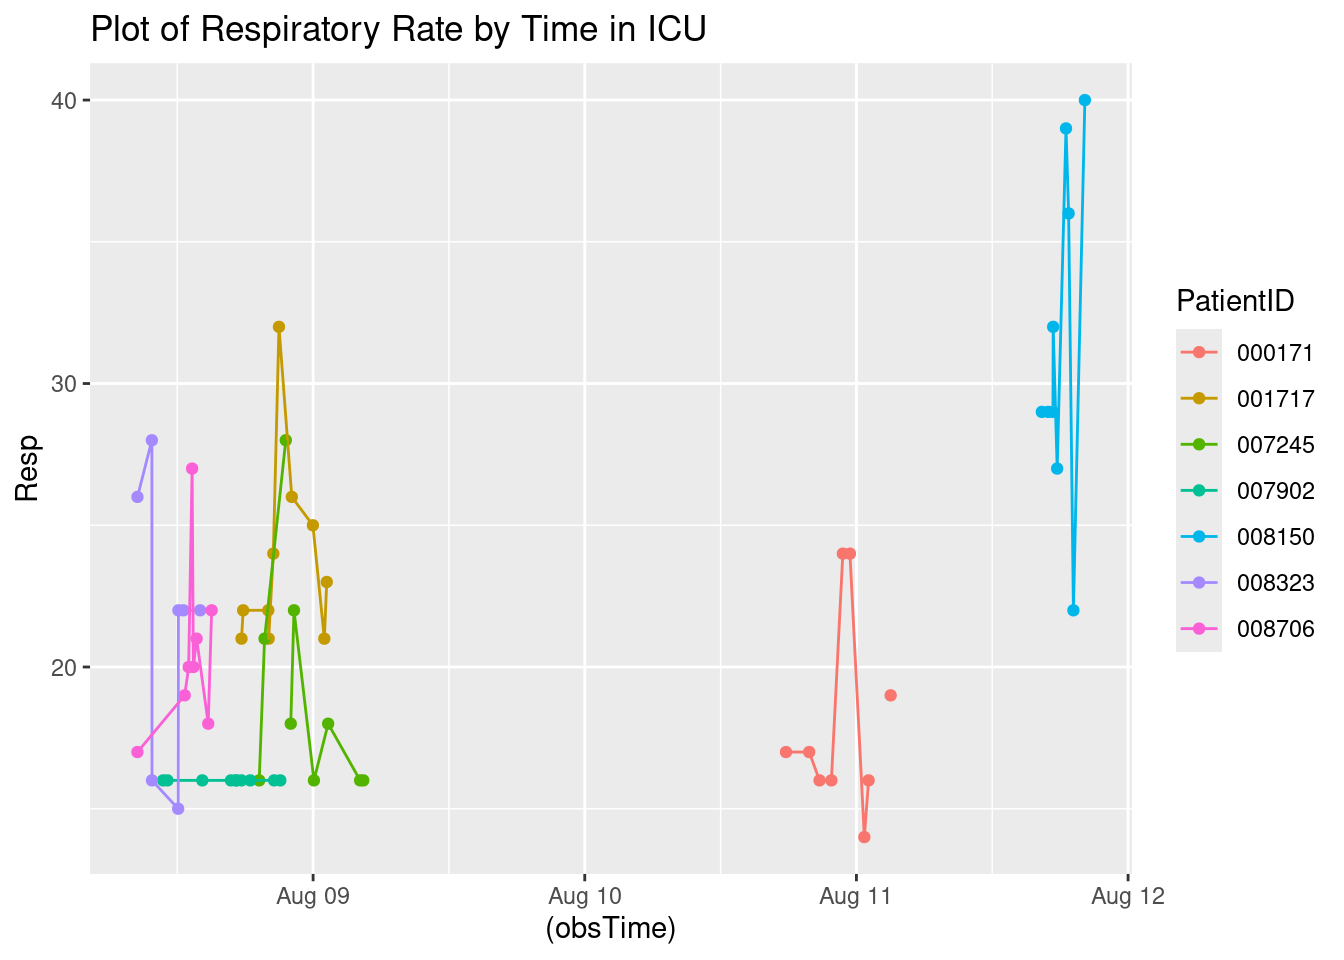 Plot of Respiratory Rate by Time in ICU
40
30
20
Resp
Aug 09
Aug 10
Aug 11
Aug 12
(obsTime)
PatientID
000171
001717
007245
007902
008150
008323
008706